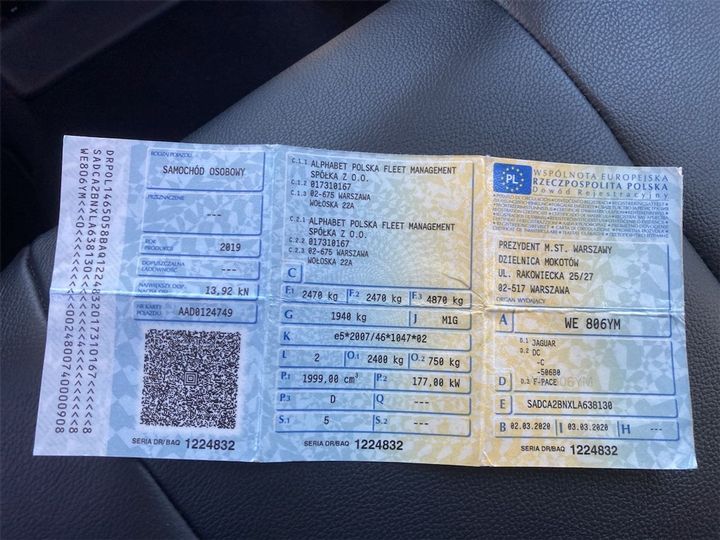 DRPOL1465058BAQ1224832017310167<<<<<<8
WE806YM
RODZAJ POJAZDU
SAMOCHÓD OSOBOWY
PRZEZNACZENIE
---
ROK PRODUKCJI
2019
DOPUSZCZALNA ŁADOWNOŚĆ
---
13,92 kN
NR KARTY POJAZDU
AAD0124749
SERIA DR/BAQ 1224832
C.1.1 ALPHABET POLSKA FLEET MANAGEMENT
SPÓŁKA Z O.O.
C.1.2 017310167
C.1.3 02-675 WARSZAWA
WOŁOSKA 22A
C.2.1 ALPHABET POLSKA FLEET MANAGEMENT
SPÓŁKA Z O.O.
C.2.2 017310167
C.2.3 02-675 WARSZAWA
WOŁOSKA 22A
C
F.1 2470 kg F.2 2470 kg F.3 4870 kg
G 1940 kg J M1G
K e5*2007/46*1047*02
L 2 O.1 2400 kg O.2 750 kg
P.1 1999,00 cm³ P.2 177,00 kW
P.3 D Q ---
S.1 5 S.2 ---
SERIA DR/BAQ 1224832
PL
WSPÓLNOTA EUROPEJSKA
RZECZPOSPOLITA POLSKA
Dowód Rejestracyjny
PREZYDENT M.ST. WARSZAWY
DZIELNICA MOKOTÓW
UL. RAKOWIECKA 25/27
02-517 WARSZAWA
ORGAN WYDAJĄCY
A WE 806YM
D.1 JAGUAR
D.2 DC
-C
-506B0
D D.3 F-PACE
E SADCA2BNXLA638130
B 02.03.2020 I 03.03.2020 H ---
SERIA DR/BAQ 1224832